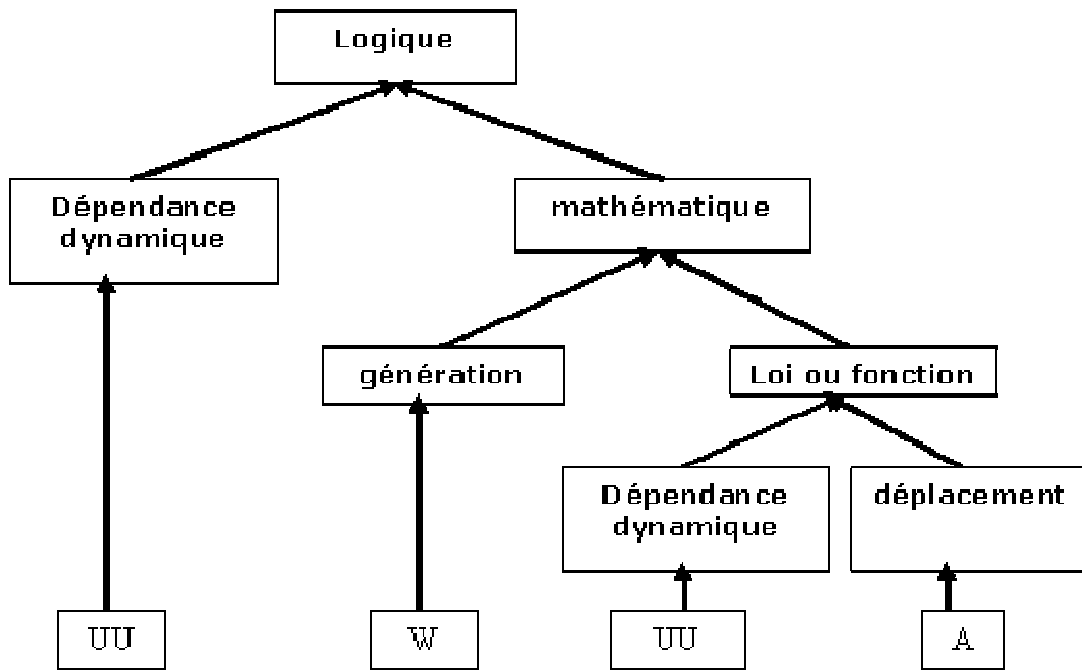 Logique
Dépendance
dynamique
mathématique
génération
Loi ou fonction
Dépendance
dynamique
déplacement
UU
W
UU
A